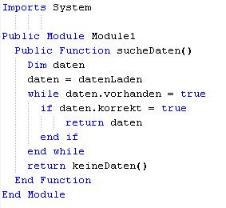 Imports System
Public Module Module1
Public Function sucheDaten()
Dim daten
daten = datenLaden
while daten.vorhanden = true
if daten.korrekt = true
return daten
end if
end while
return keineDaten()
End Function
End Module